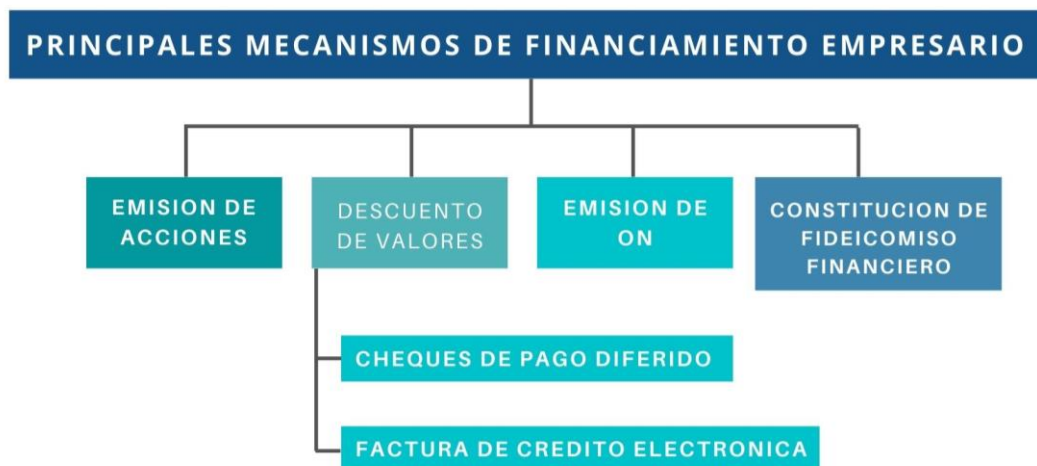 PRINCIPALES MECANISMOS DE FINANCIAMIENTO EMPRESARIO
EMISION DE
ACCIONES
DESCUENTO
DE VALORES
EMISION DE
ON
CONSTITUCION DE
FIDEICOMISO
FINANCIERO
CHEQUES DE PAGO DIFERIDO
FACTURA DE CREDITO ELECTRONICA